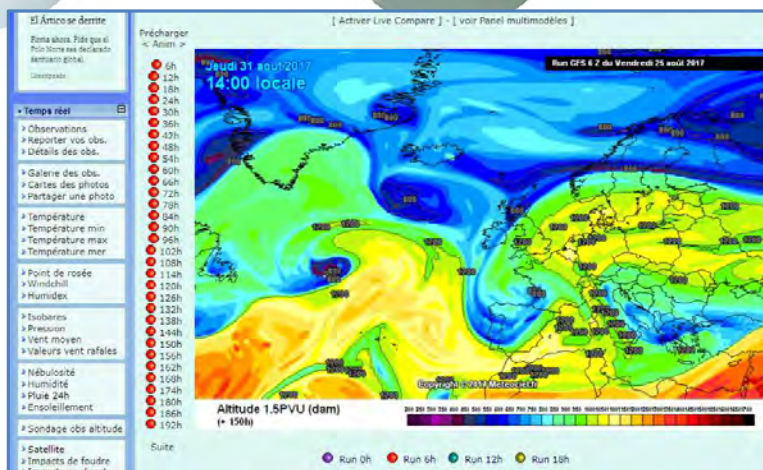 El Ártico se derrite
Firma ahora. Pide que el
Polo Norte sea declarado
santuario global.
Greenpeace
Temps réel
Observations
Reporter vos obs.
Détails des obs.
Galerie des obs.
Cartes des photos
Partager une photo
Température
Température min
Température max
Température mer
Point de rosée
Windchill
Humidex
Isobares
Pression
Vent moyen
Valeurs vent rafales
Nébulosité
Humidité
Pluie 24h
Ensoleillement
Sondage obs altitude
Satellite
Impacts de foudre
Précharger
< Anim >
6h
12h
18h
24h
30h
36h
42h
48h
54h
60h
66h
72h
78h
84h
90h
96h
102h
108h
114h
120h
126h
132h
138h
144h
150h
156h
162h
168h
174h
180h
186h
192h
Suite
[ Activer Live Compare ] - [ voir Panel multimodèles ]
Jeudi 31 août 2017
14:00 locale
Run GFS 6Z du Vendredi 25 août 2017
Copyright © 2017 Meteociel.fr
Altitude 1.5PVU (dam)
(+ 150h)
Run 0h Run 6h Run 12h Run 18h